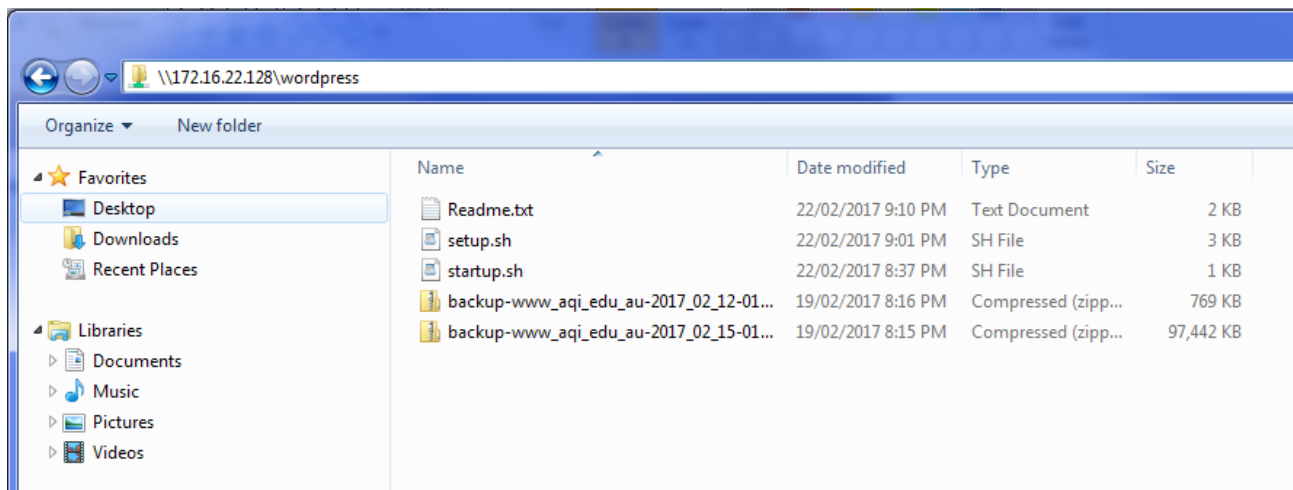 \\172.16.22.128\wordpress
Organize New folder
Favorites
Desktop
Downloads
Recent Places
Libraries
Documents
Music
Pictures
Videos
Name Date modified Type Size
Readme.txt 22/02/2017 9:10 PM Text Document 2 KB
setup.sh 22/02/2017 9:01 PM SH File 3 KB
startup.sh 22/02/2017 8:37 PM SH File 1 KB
backup-www_aqi_edu_au-2017_02_12-01... 19/02/2017 8:16 PM Compressed (zipp... 769 KB
backup-www_aqi_edu_au-2017_02_15-01... 19/02/2017 8:15 PM Compressed (zipp... 97,442 KB